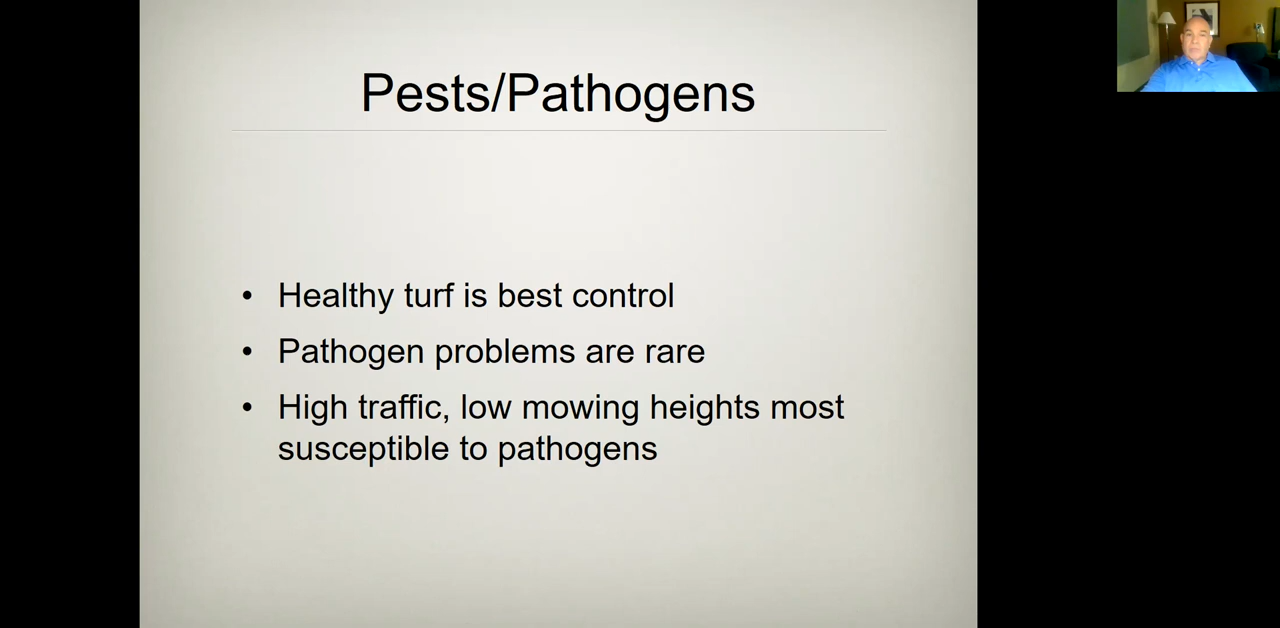 Pests/Pathogens
• Healthy turf is best control
• Pathogen problems are rare
• High traffic, low mowing heights most
susceptible to pathogens